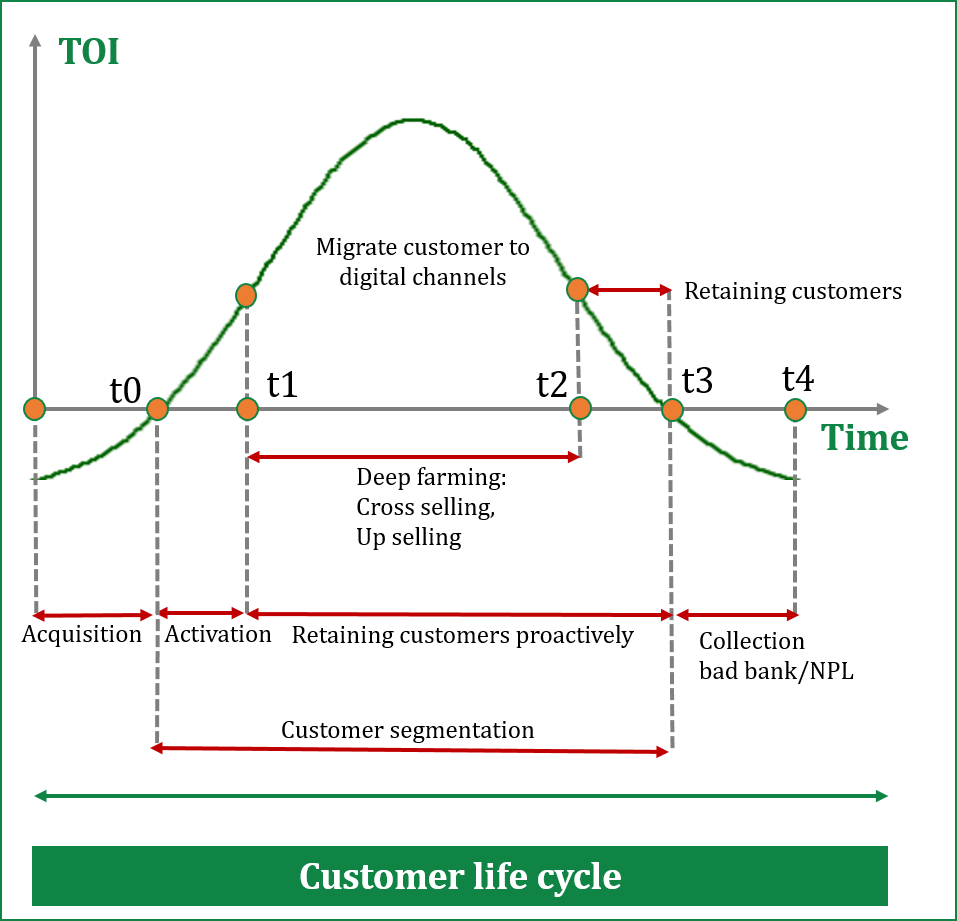 TOI
Migrate customer to
digital channels
Retaining customers
t0
t1
t2
t3
t4
Time
Deep farming:
Cross selling,
Up selling
Acquisition
Activation
Retaining customers proactively
Collection
bad bank/NPL
Customer segmentation
Customer life cycle